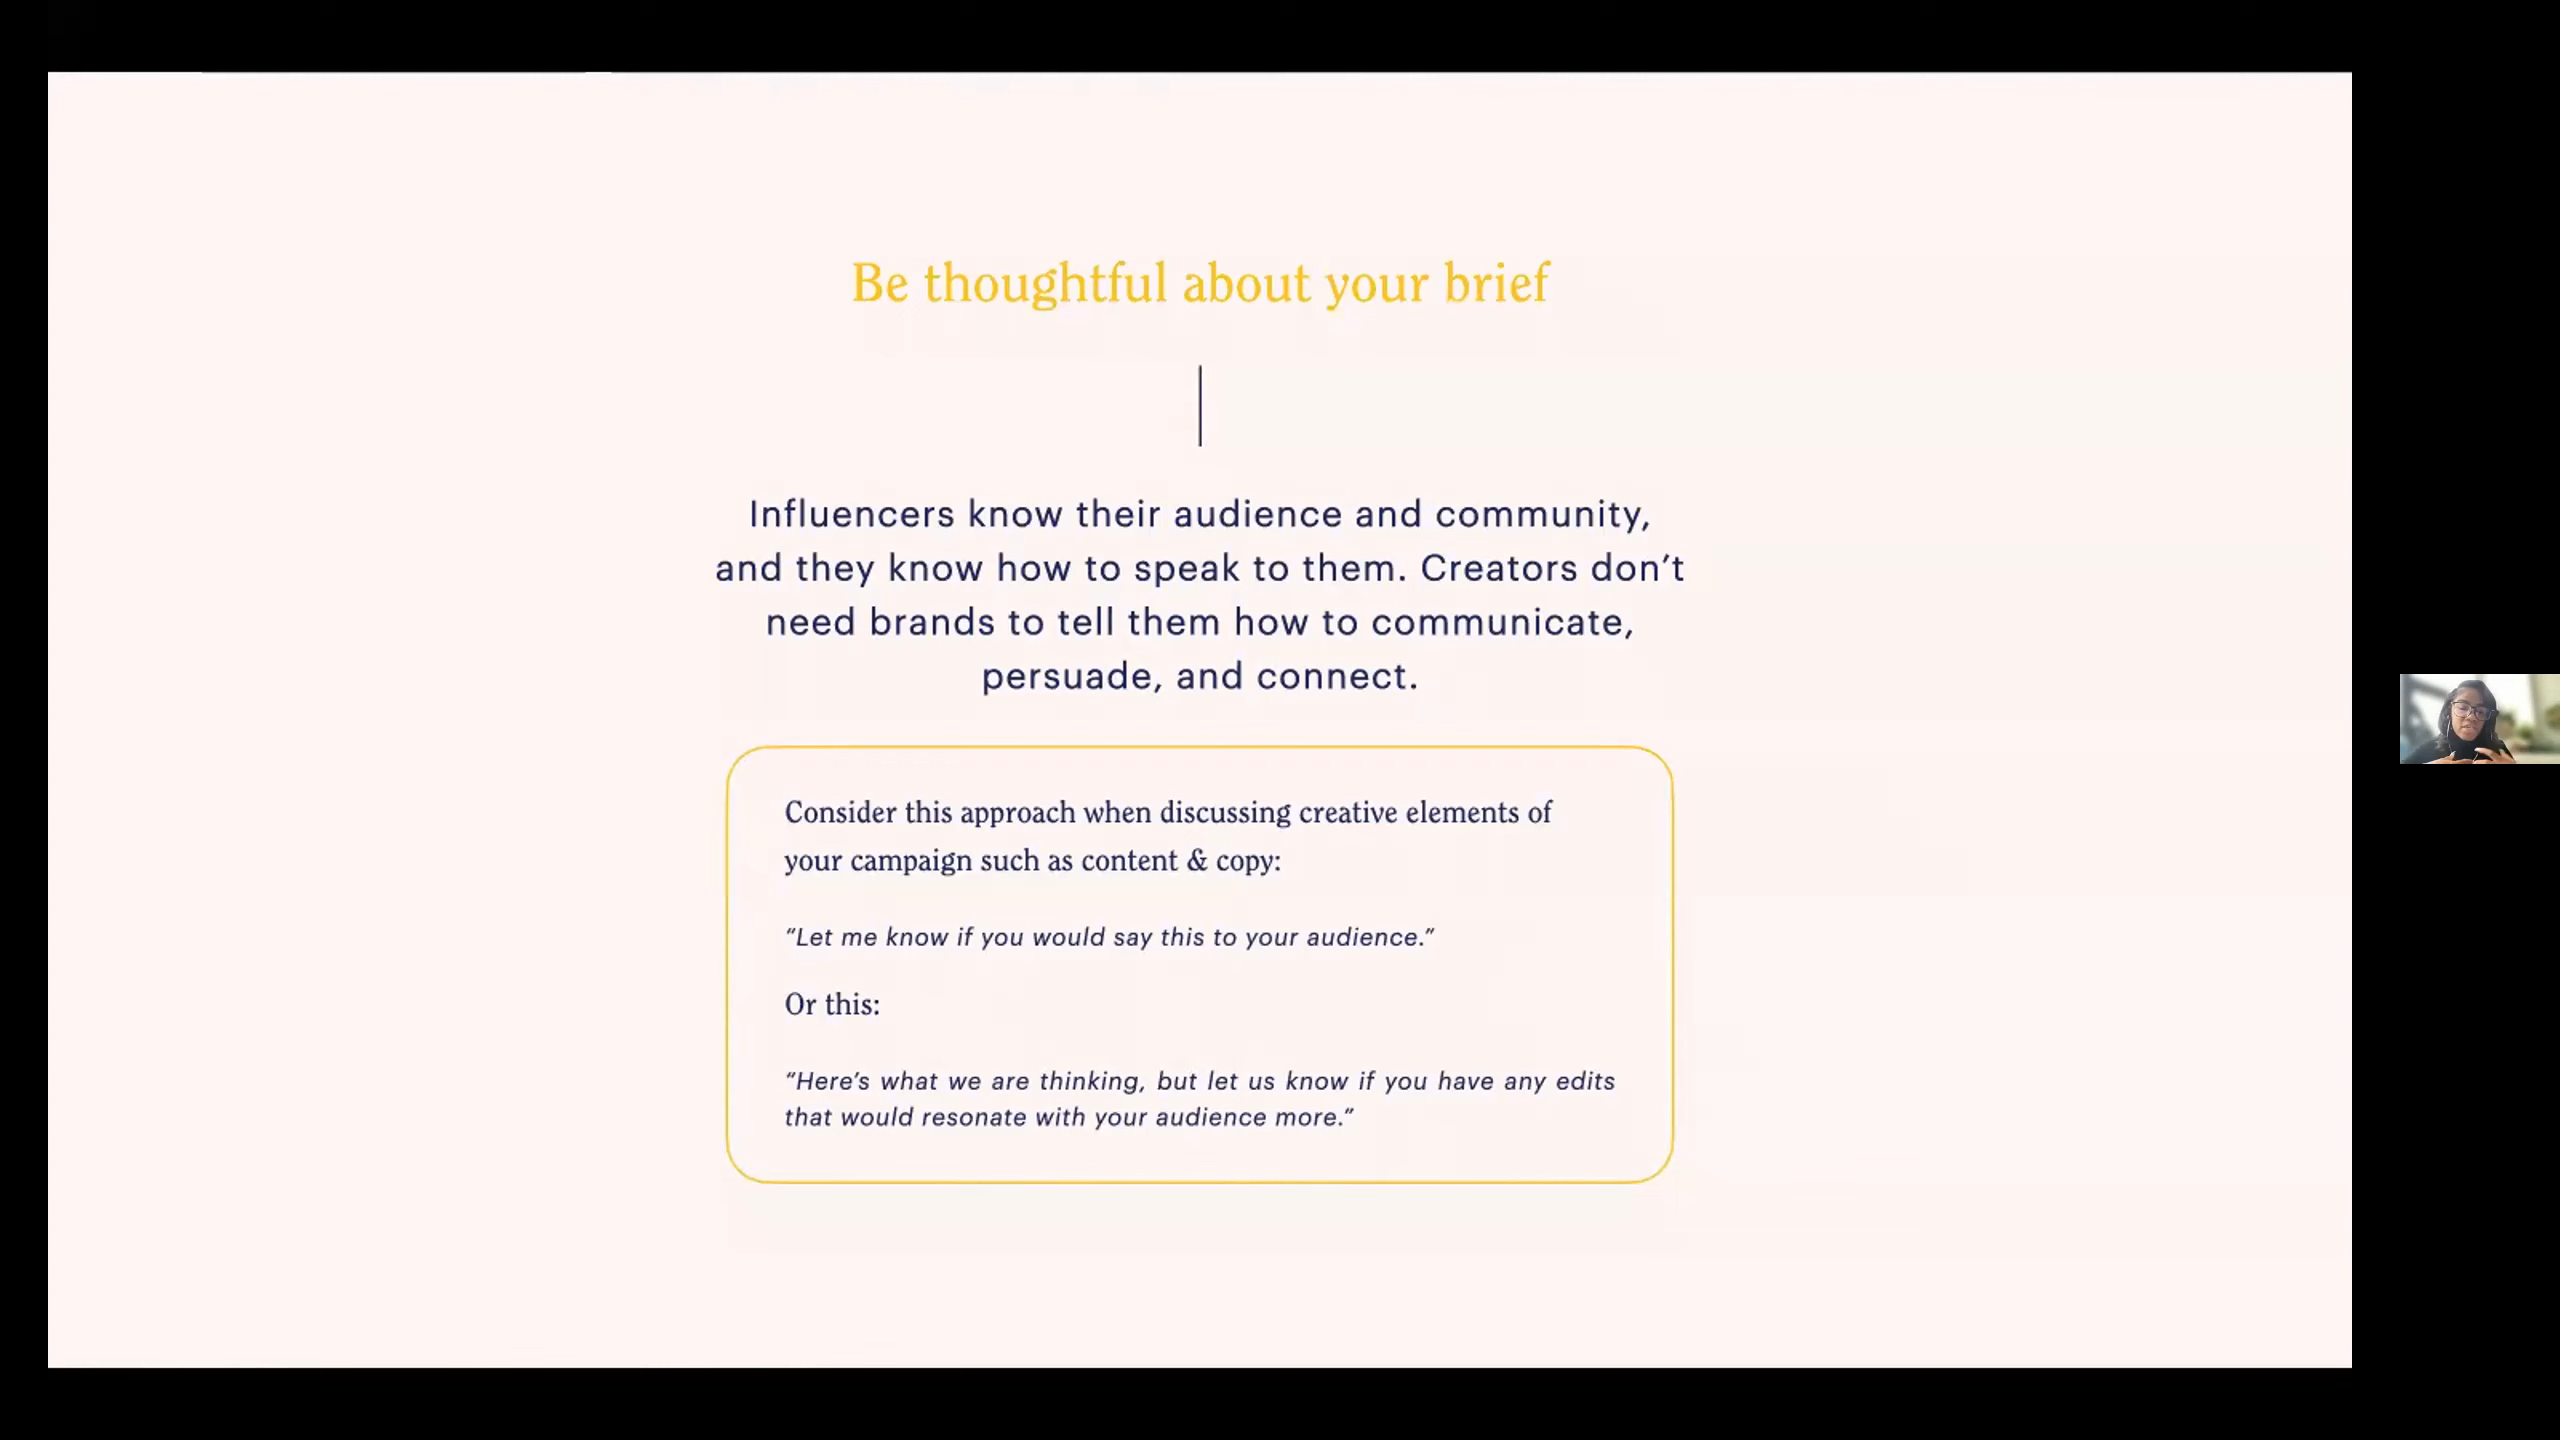 Be thoughtful about your brief
Influencers know their audience and community,
and they know how to speak to them. Creators don’t
need brands to tell them how to communicate,
persuade, and connect.
Consider this approach when discussing creative elements of
your campaign such as content & copy:
“Let me know if you would say this to your audience.”
Or this:
“Here’s what we are thinking, but let us know if you have any edits
that would resonate with your audience more.”